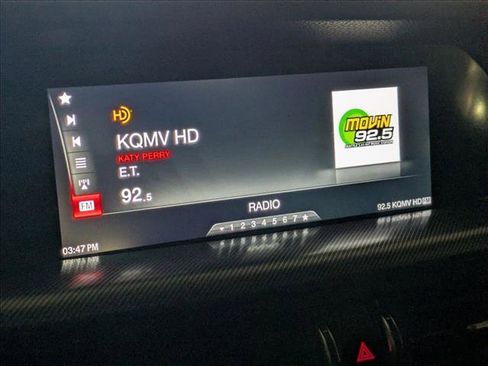 HD
KQMV HD
KATY PERRY
E.T.
92.5
FM
MOViN
92.5
RADIO
1 2 3 4 5 6 7
03:47 PM
92.5 KQMV HD